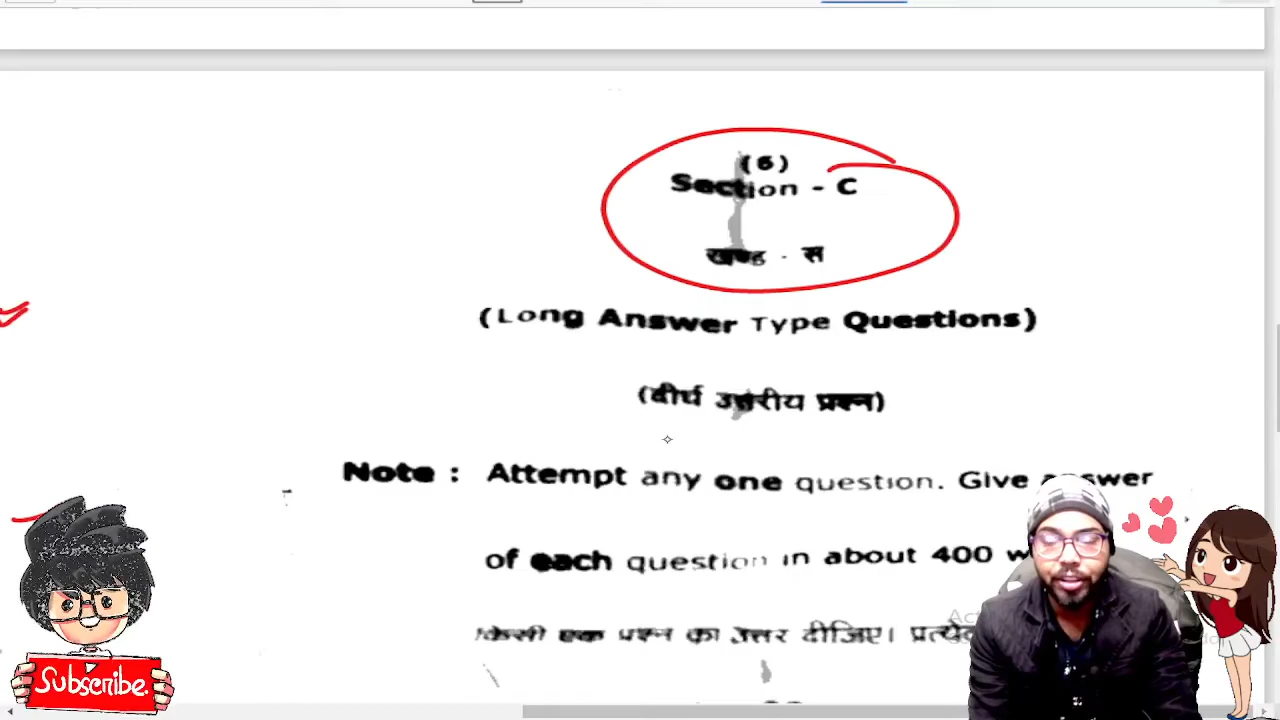 (6)
Section - C
खण्ड - स
(Long Answer Type Questions)
(दीर्घ उत्तरीय प्रश्न)
Note : Attempt any one question. Give answer
of each question in about 400
किसी एक प्रश्न का उत्तर दीजिए।
Subscribe.